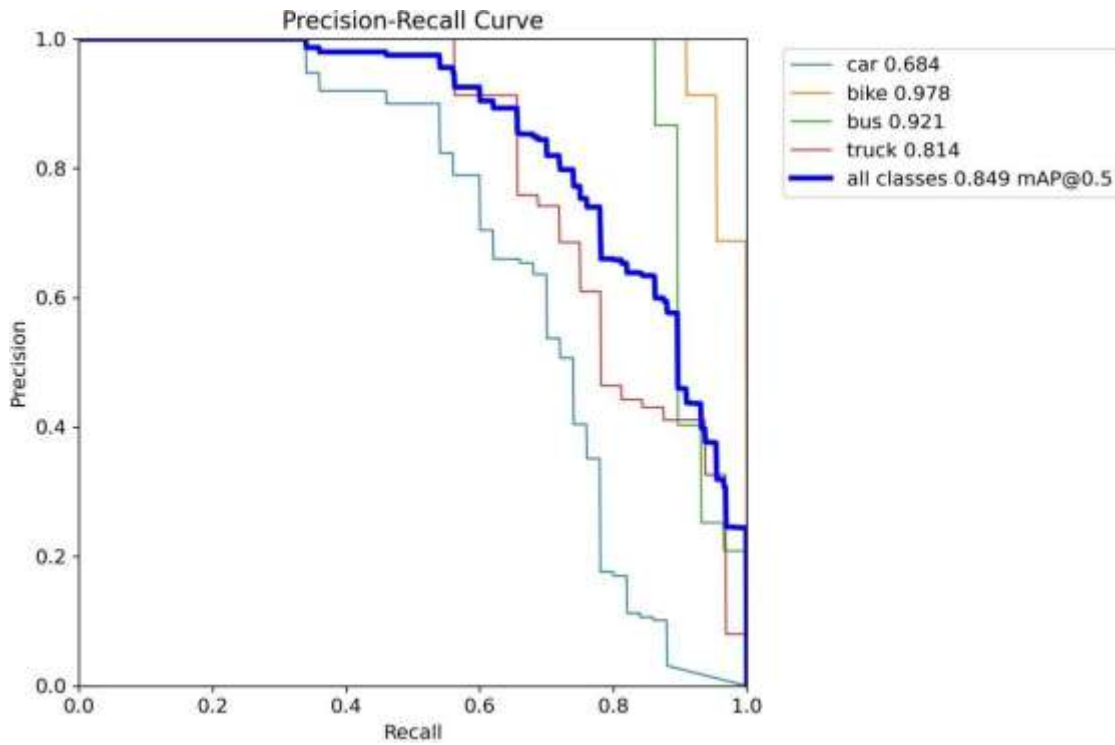 Precision-Recall Curve
1.0
0.8
0.6
0.4
0.2
0.0
Precision
0.0 0.2 0.4 0.6 0.8 1.0
Recall
car 0.684
bike 0.978
bus 0.921
truck 0.814
all classes 0.849 mAP@0.5